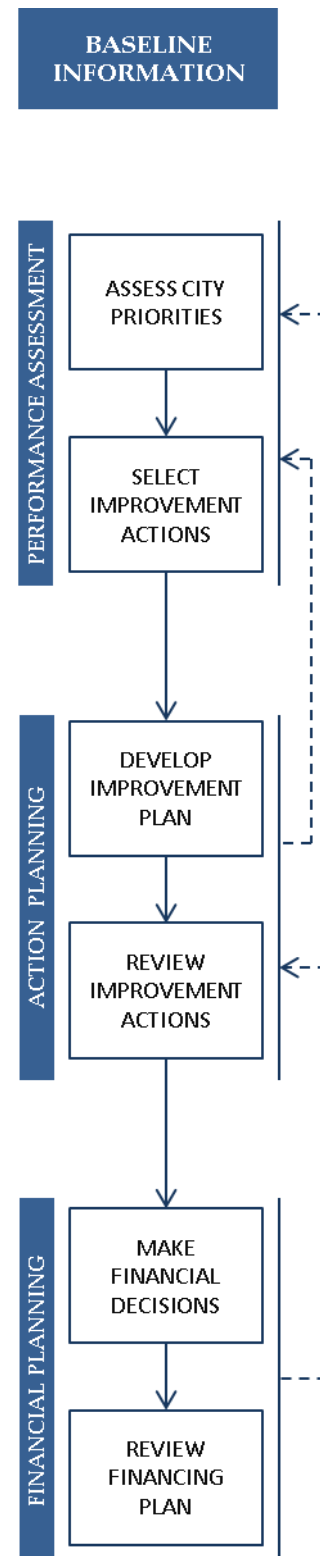 BASELINE
INFORMATION
PERFORMANCE ASSESSMENT
ASSESS CITY
PRIORITIES
SELECT
IMPROVEMENT
ACTIONS
ACTION PLANNING
DEVELOP
IMPROVEMENT
PLAN
REVIEW
IMPROVEMENT
ACTIONS
FINANCIAL PLANNING
MAKE
FINANCIAL
DECISIONS
REVIEW
FINANCING
PLAN